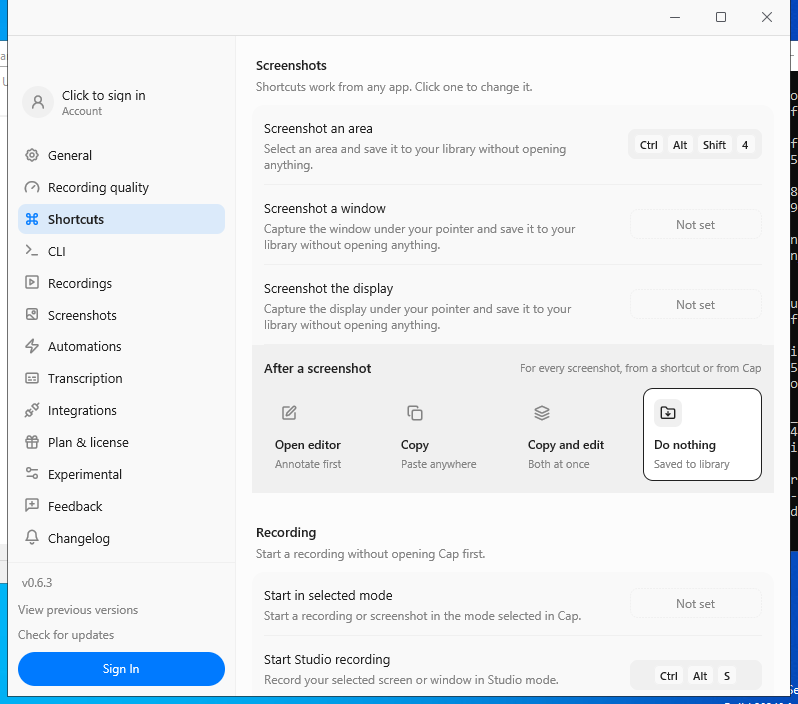 Click to sign in
Account
General
Recording quality
Shortcuts
CLI
Recordings
Screenshots
Automations
Transcription
Integrations
Plan & license
Experimental
Feedback
Changelog
v0.6.3
View previous versions
Check for updates
Sign In
Screenshots
Shortcuts work from any app. Click one to change it.
Screenshot an area
Select an area and save it to your library without opening
anything.
Ctrl Alt Shift 4
Screenshot a window
Capture the window under your pointer and save it to your
library without opening anything.
Not set
Screenshot the display
Capture the display under your pointer and save it to your
library without opening anything.
Not set
After a screenshot
For every screenshot, from a shortcut or from Cap
Open editor
Annotate first
Copy
Paste anywhere
Copy and edit
Both at once
Do nothing
Saved to library
Recording
Start a recording without opening Cap first.
Start in selected mode
Start a recording or screenshot in the mode selected in Cap.
Not set
Start Studio recording
Record your selected screen or window in Studio mode.
Ctrl Alt S